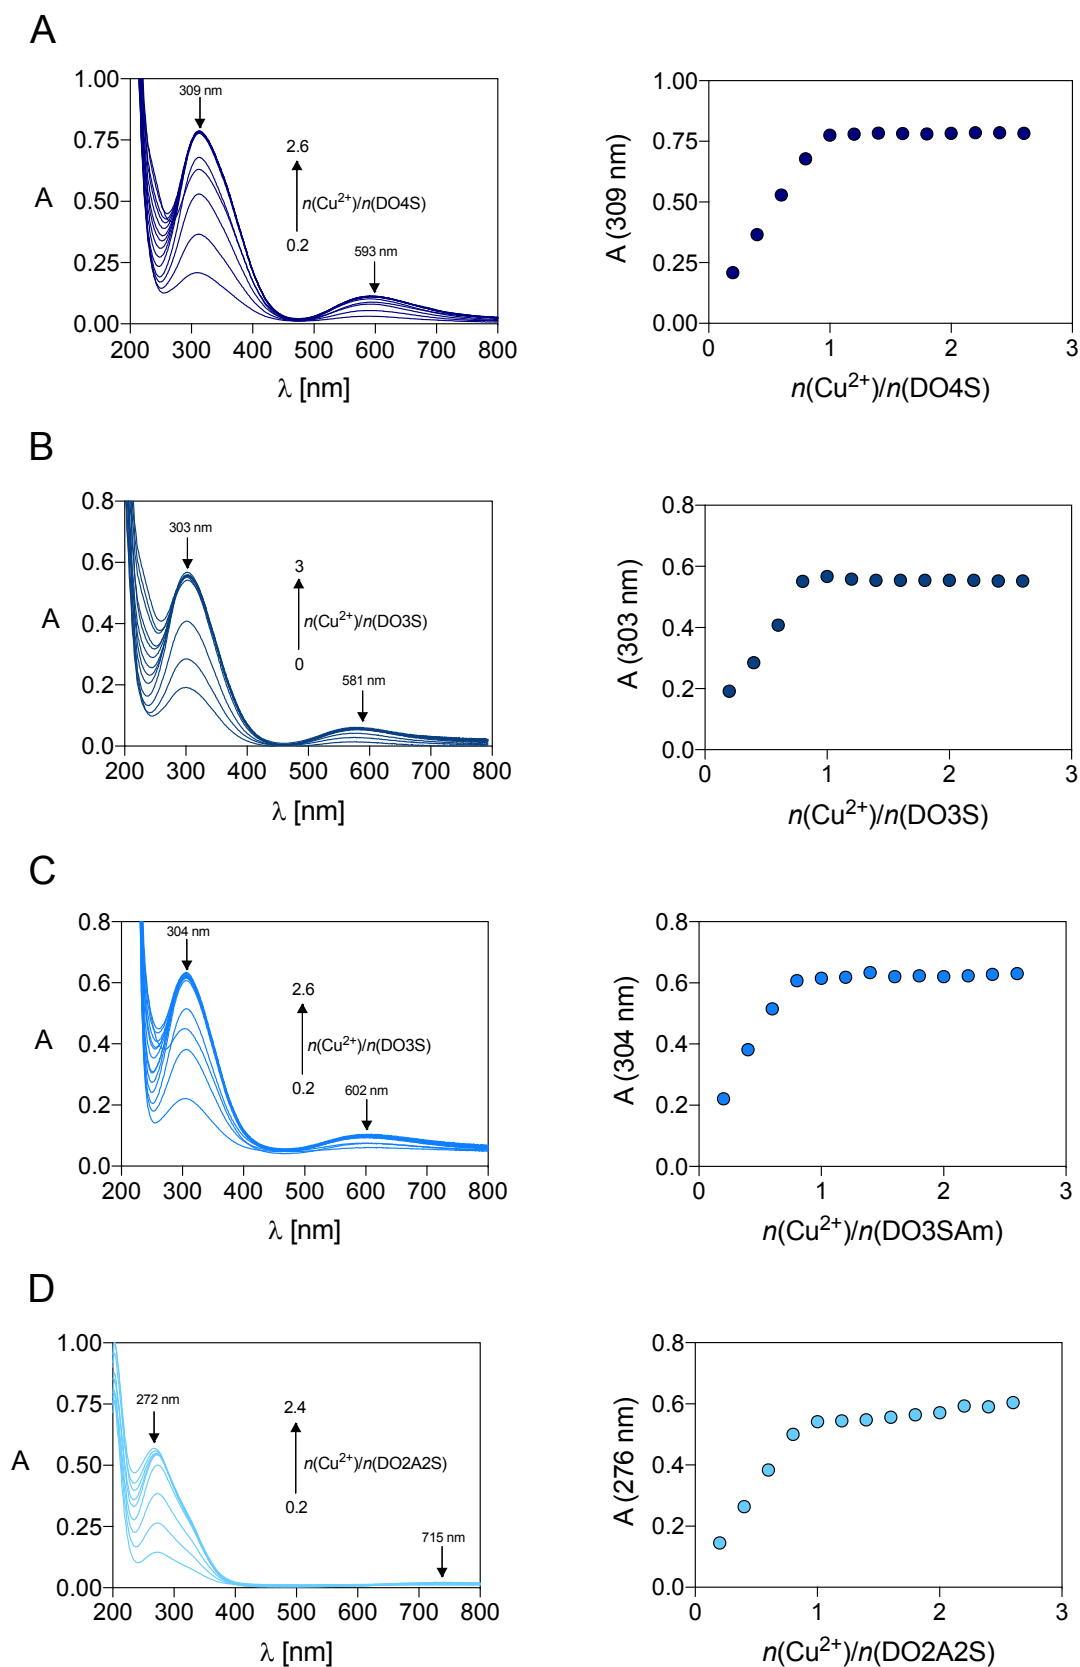 A
1.00
0.75
0.50
0.25
0.00
A
309 nm
2.6
n(Cu²⁺)/n(DO4S)
0.2
593 nm
200 300 400 500 600 700 800
λ [nm]
1.00
0.75
0.50
0.25
0.00
A (309 nm)
0 1 2 3
n(Cu²⁺)/n(DO4S)
B
0.8
0.6
0.4
0.2
0.0
A
303 nm
3
n(Cu²⁺)/n(DO3S)
0
581 nm
200 300 400 500 600 700 800
λ [nm]
0.8
0.6
0.4
0.2
0.0
A (303 nm)
0 1 2 3
n(Cu²⁺)/n(DO3S)
C
0.8
0.6
0.4
0.2
0.0
A
304 nm
2.6
n(Cu²⁺)/n(DO3S)
0.2
602 nm
200 300 400 500 600 700 800
λ [nm]
0.8
0.6
0.4
0.2
0.0
A (304 nm)
0 1 2 3
n(Cu²⁺)/n(DO3SAm)
D
1.00
0.75
0.50
0.25
0.00
A
272 nm
2.4
n(Cu²⁺)/n(DO2A2S)
0.2
715 nm
200 300 400 500 600 700 800
λ [nm]
0.8
0.6
0.4
0.2
0.0
A (276 nm)
0 1 2 3
n(Cu²⁺)/n(DO2A2S)